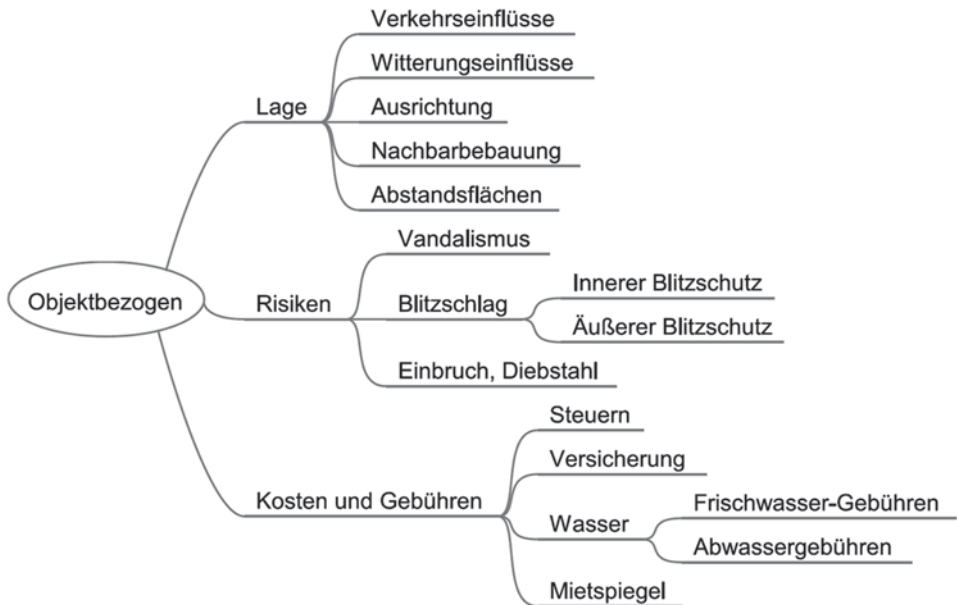 Objektbezogen
Lage
Verkehrseinflüsse
Witterungseinflüsse
Ausrichtung
Nachbarbebauung
Abstandsflächen
Risiken
Vandalismus
Blitzschlag
Innerer Blitzschutz
Äußerer Blitzschutz
Einbruch, Diebstahl
Kosten und Gebühren
Steuern
Versicherung
Wasser
Frischwasser-Gebühren
Abwassergebühren
Mietspiegel